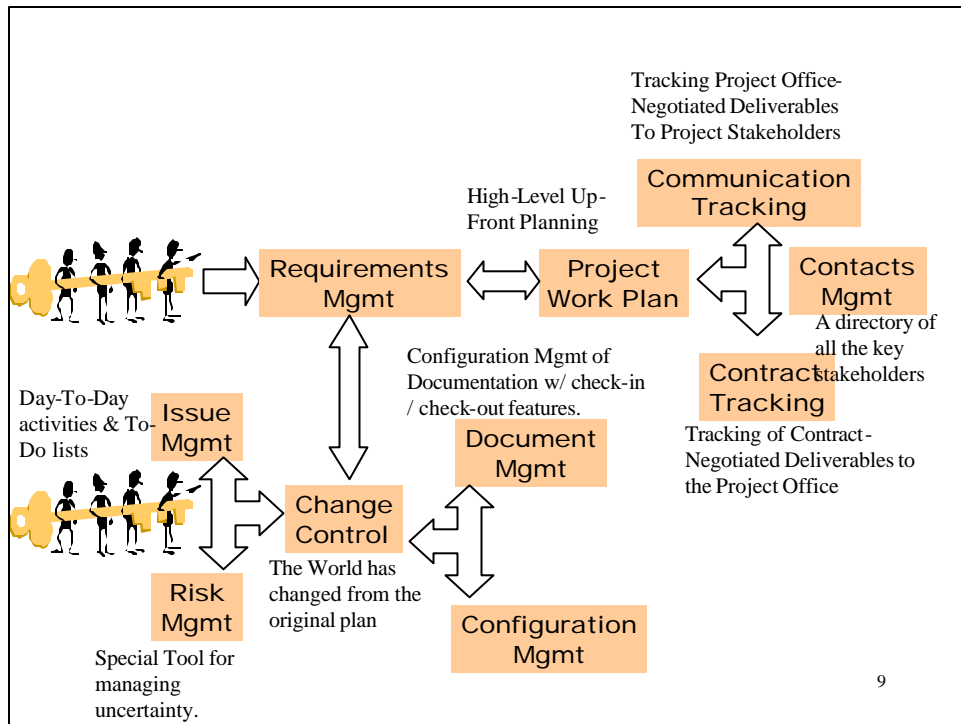 Tracking Project Office-
Negotiated Deliverables
To Project Stakeholders
Communication
Tracking
High-Level Up-
Front Planning
Requirements
Mgmt
Project
Work Plan
Contacts
Mgmt
A directory of
all the key
stakeholders
Contract
Tracking
Tracking of Contract-
Negotiated Deliverables to
the Project Office
Configuration Mgmt of
Documentation w/ check-in
/ check-out features.
Day-To-Day
activities & To-
Do lists
Issue
Mgmt
Document
Mgmt
Change
Control
The World has
changed from the
original plan
Risk
Mgmt
Configuration
Mgmt
Special Tool for
managing
uncertainty.
9